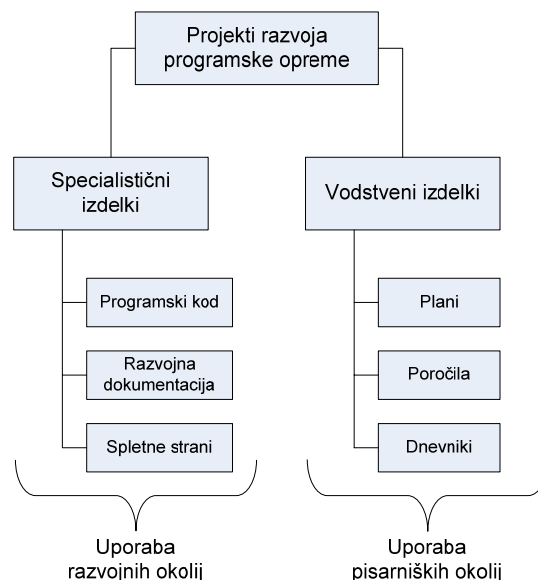 Projekti razvoja
programske opreme
Specialistični
izdelki
Programski kod
Razvojna
dokumentacija
Spletne strani
Uporaba
razvojnih okolij
Vodstveni izdelki
Plani
Poročila
Dnevniki
Uporaba
pisarniških okolij